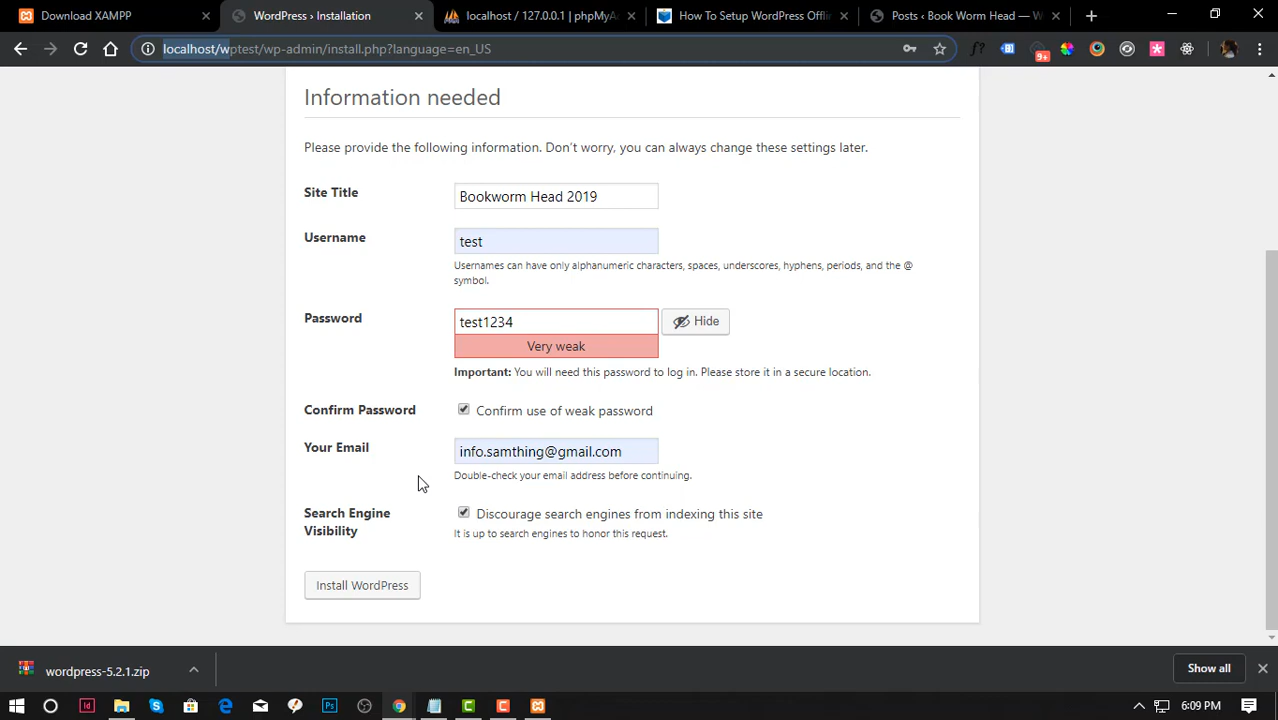 Download XAMPP
WordPress › Installation
localhost / 127.0.0.1 | phpMyA
How To Setup WordPress Offli
Posts ‹ Book Worm Head — W
localhost/wptest/wp-admin/install.php?language=en_US
f?
9+
Information needed
Please provide the following information. Don’t worry, you can always change these settings later.
Site Title
Bookworm Head 2019
Username
test
Usernames can have only alphanumeric characters, spaces, underscores, hyphens, periods, and the @
symbol.
Password
test1234
Hide
Very weak
Important: You will need this password to log in. Please store it in a secure location.
Confirm Password
Confirm use of weak password
Your Email
info.samthing@gmail.com
Double-check your email address before continuing.
Search Engine
Visibility
Discourage search engines from indexing this site
It is up to search engines to honor this request.
Install WordPress
wordpress-5.2.1.zip
Show all
Id
Ps
C
C
6:09 PM